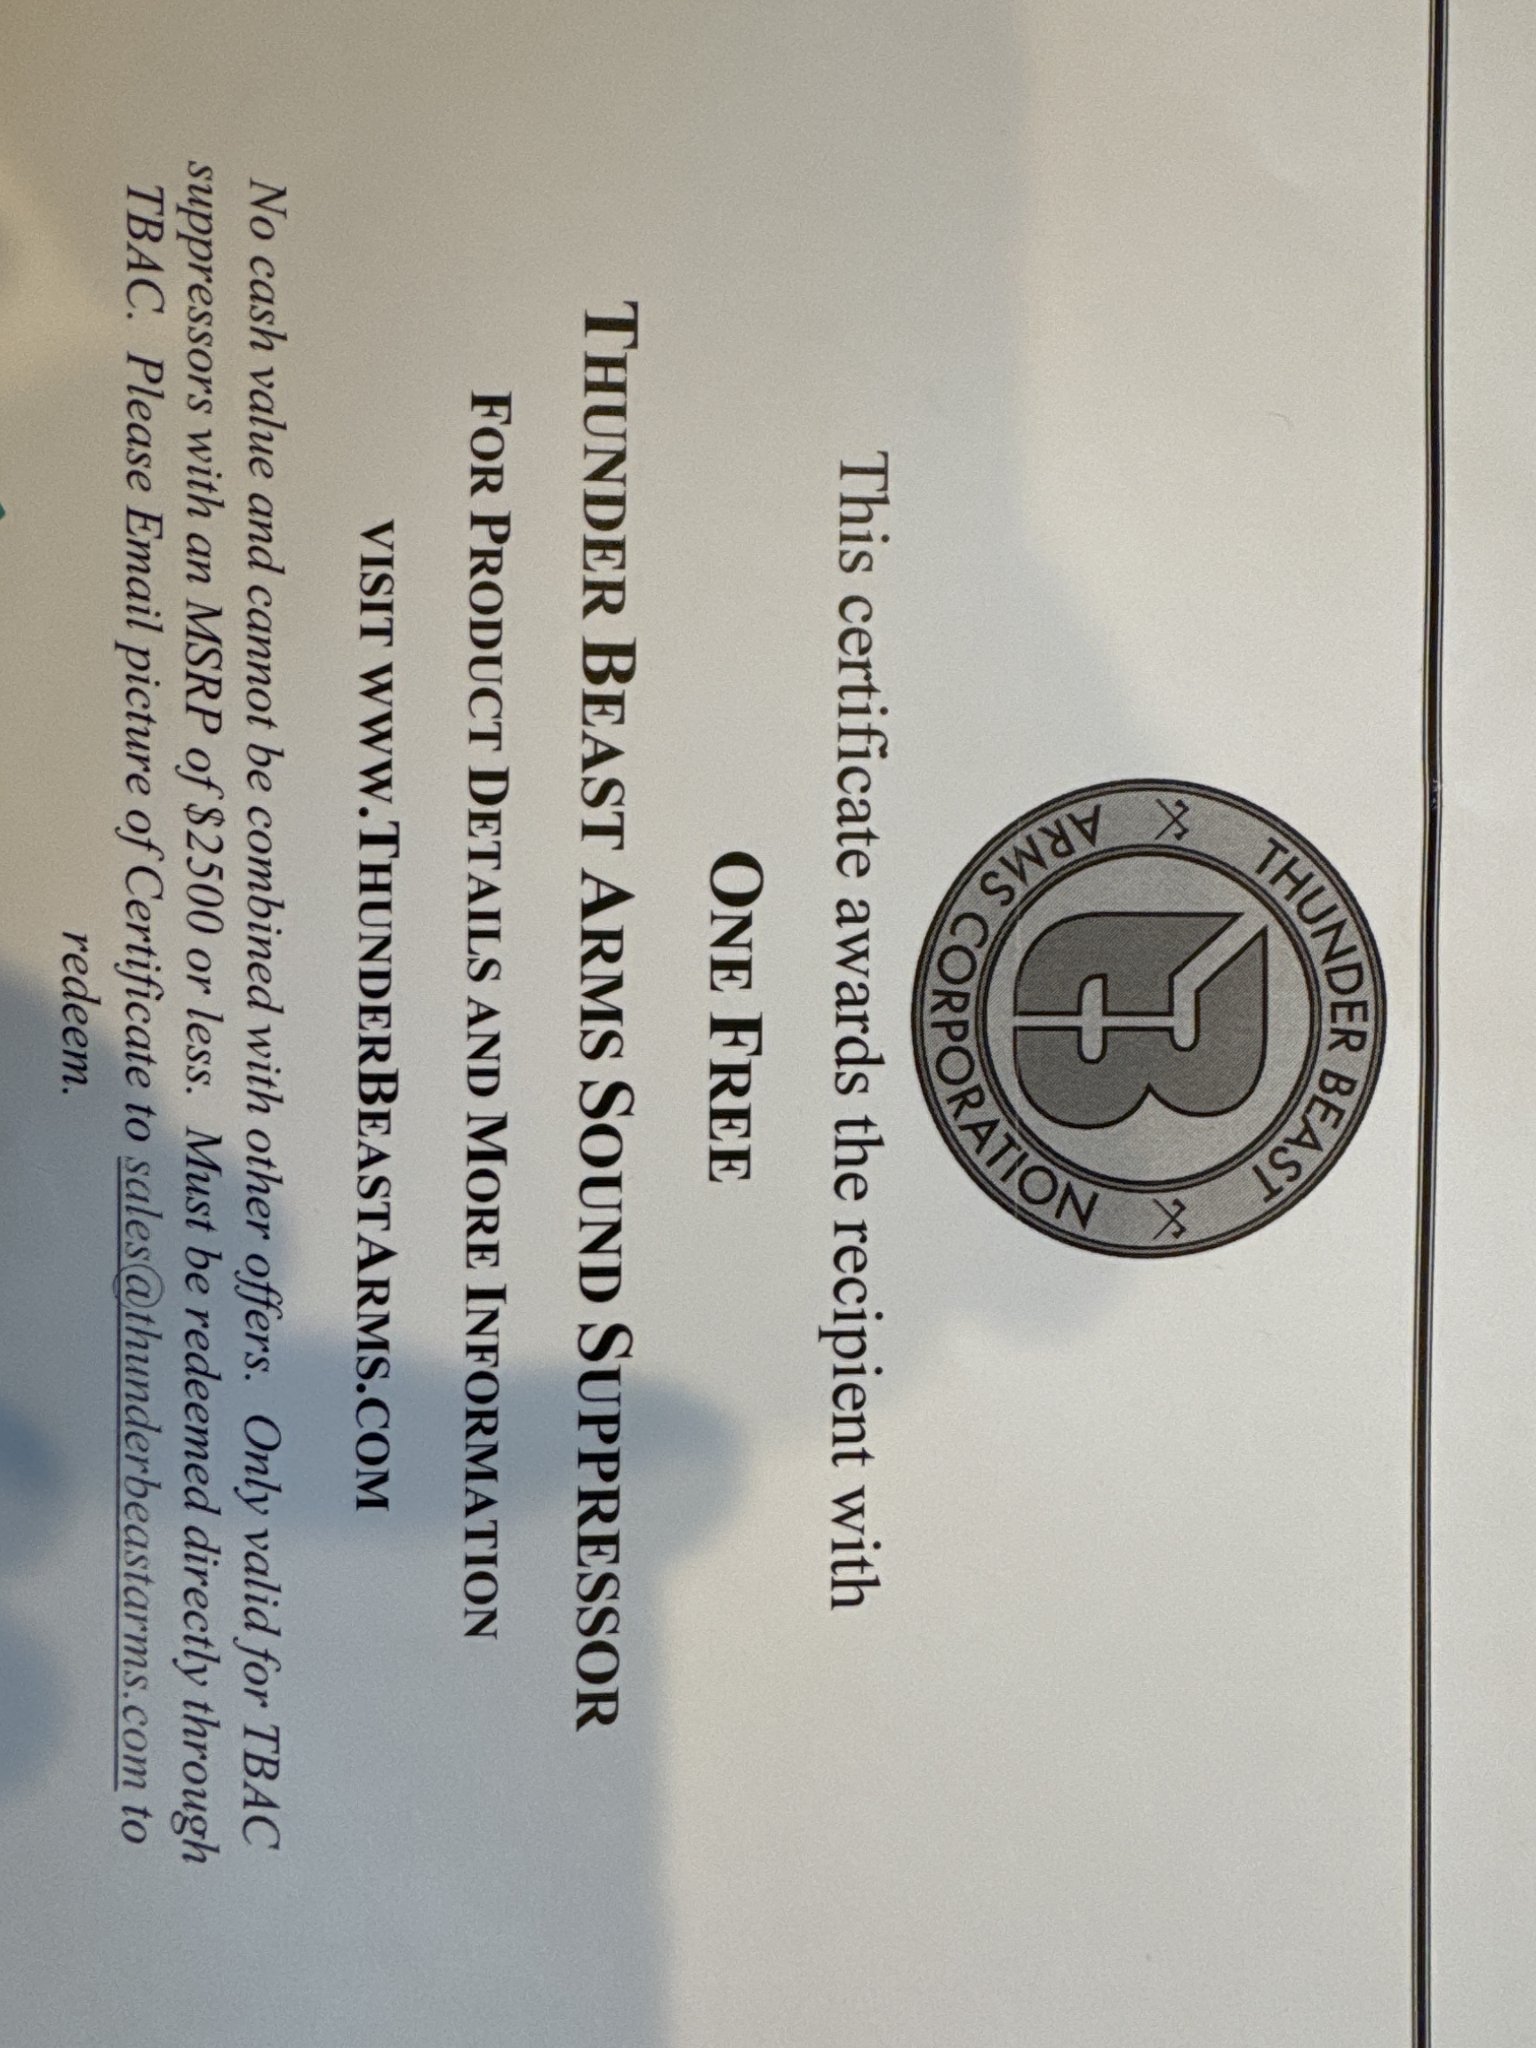 THUNDER BEAST
ARMS CORPORATION
This certificate awards the recipient with
ONE FREE
THUNDER BEAST ARMS SOUND SUPPRESSOR
FOR PRODUCT DETAILS AND MORE INFORMATION
VISIT WWW.THUNDERBEASTARMS.COM
No cash value and cannot be combined with other offers. Only valid for TBAC
suppressors with an MSRP of $2500 or less. Must be redeemed directly through
TBAC. Please Email picture of Certificate to sales@thunderbeastarms.com to
redeem.